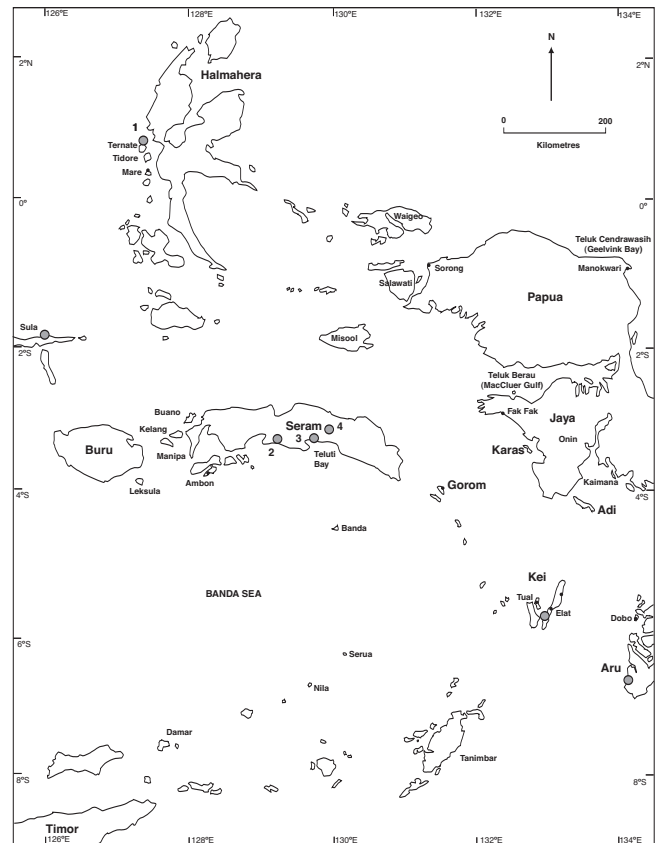 126°E
128°E
130°E
132°E
134°E
2°N
2°N
N
Halmahera
1
Ternate
Tidore
Mare
0
200
Kilometres
0°
0°
Waigeo
Teluk Cendrawasih
(Geelvink Bay)
Sorong
Manokwari
Salawati
Papua
Sula
Misool
2°S
2°S
Teluk Berau
(MacCluer Gulf)
Buano
Fak Fak
Jaya
Kelang
Seram
4
Onin
Buru
Manipa
2
3
Teluti
Bay
Karas
Ambon
Leksula
Gorom
Kaimana
4°S
4°S
Adi
Banda
Kei
BANDA SEA
Tual
Elat
Dobo
6°S
6°S
Serua
Aru
Nila
Damar
Tanimbar
8°S
8°S
Timor
126°E
128°E
130°E
132°E
134°E